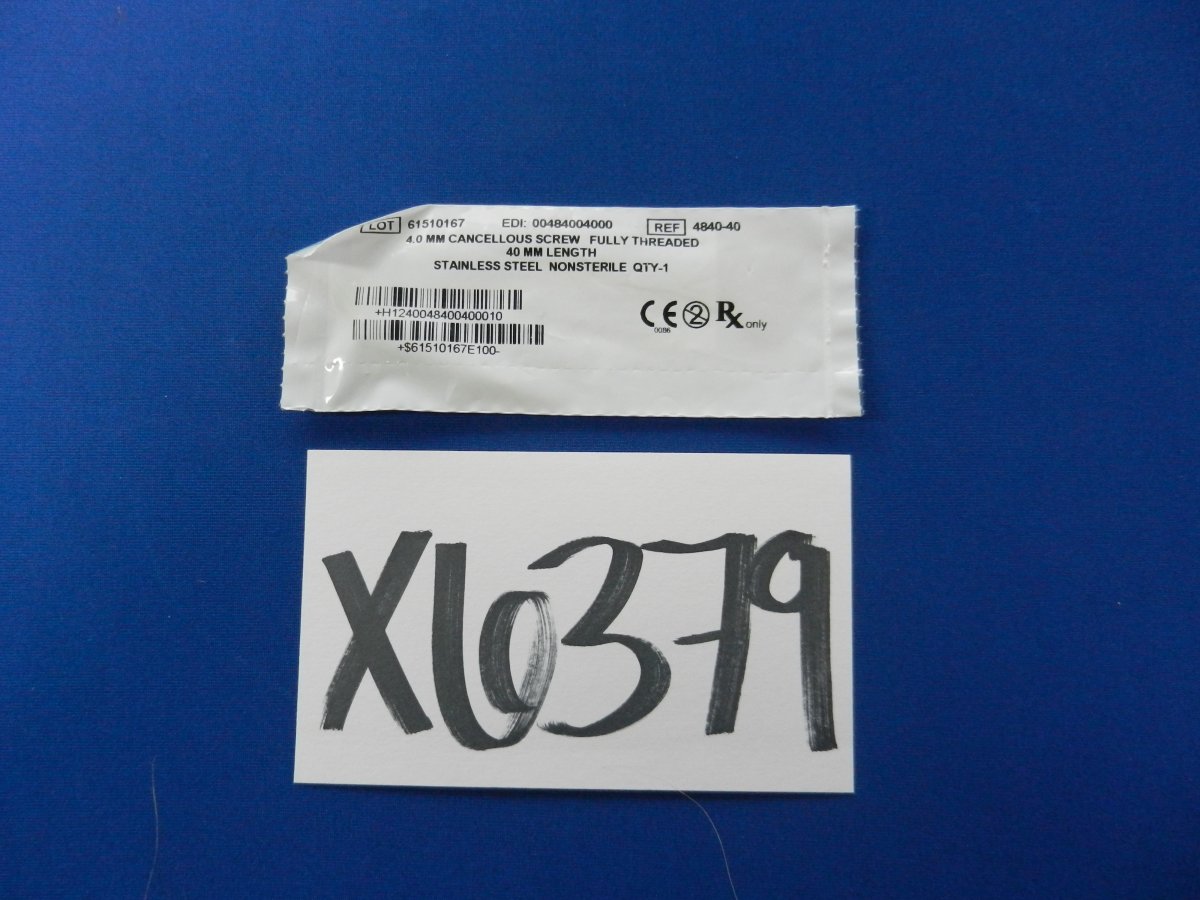 LOT 61510167 EDI: 00484004000 REF 4840-40
4.0 MM CANCELLOUS SCREW FULLY THREADED
40 MM LENGTH
STAINLESS STEEL NONSTERILE QTY-1
+H1240048400400010
+$61510167E100-
CE 2 Rx only
0086
X6379